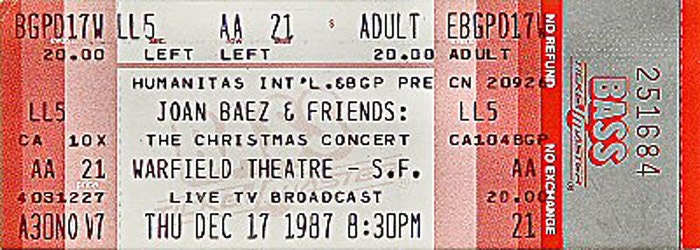 BGPD17W LL5 AA 21 ADULT EBGPD17W
20.00 LEFT LEFT 20.00 ADULT
HUMANITAS INT'L.&BGP PRE CN 20926
LL5 JOAN BAEZ & FRIENDS: LL5
CA 10X THE CHRISTMAS CONCERT CA104BGP
AA 21 WARFIELD THEATRE - S.F. AA
4031227 LIVE TV BROADCAST 20.00
A30NOV7 THU DEC 17 1987 8:30PM 21
NO REFUND
NO EXCHANGE
BASS
251684